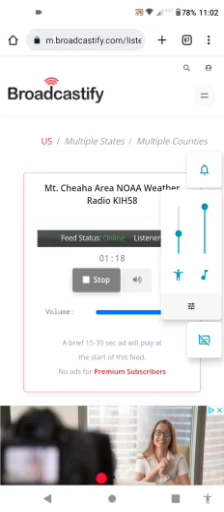 78% 11:02
m.broadcastify.com/liste
Broadcastify
US / Multiple States / Multiple Counties
Mt. Cheaha Area NOAA Weather
Radio KIH58
Feed Status: Online Listener
01:18
Stop
Volume:
A brief 15-30 sec ad will play at
the start of this feed.
No ads for Premium Subscribers